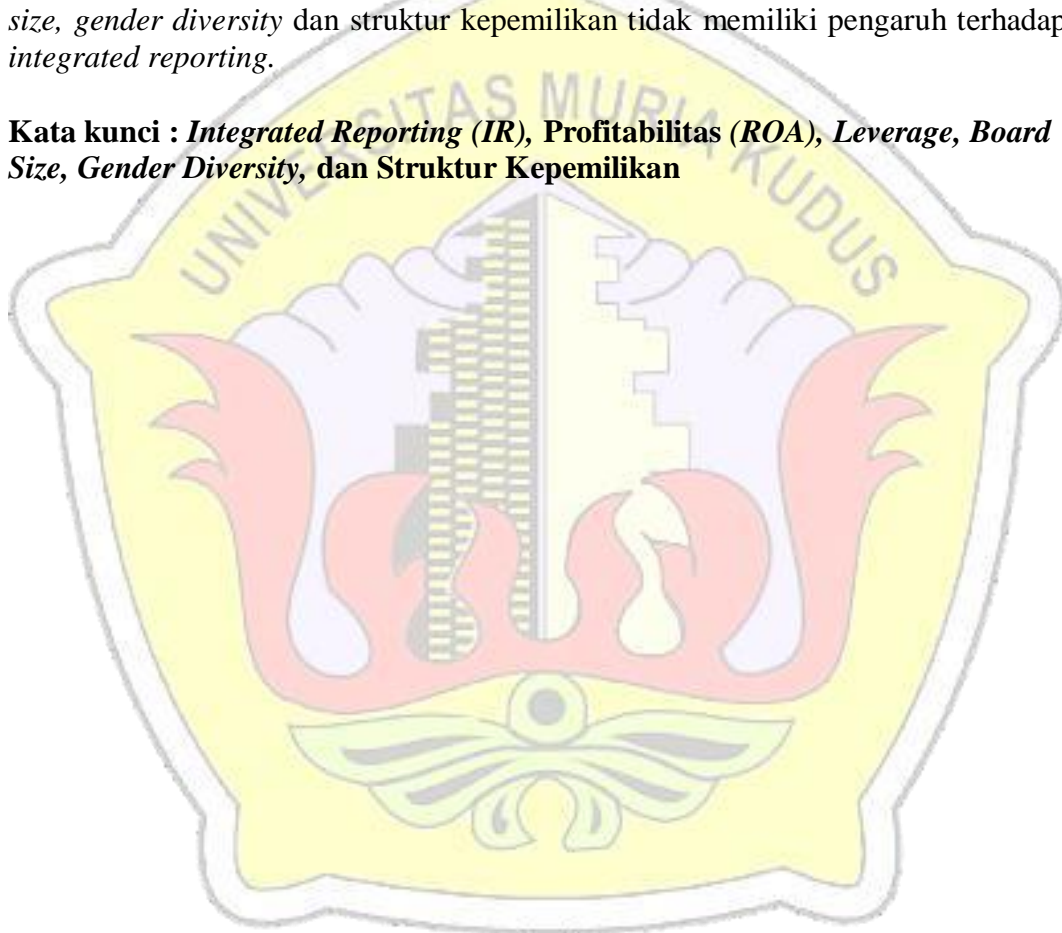 size, gender diversity dan struktur kepemilikan tidak memiliki pengaruh terhadap
integrated reporting.
Kata kunci : Integrated Reporting (IR), Profitabilitas (ROA), Leverage, Board
Size, Gender Diversity, dan Struktur Kepemilikan
UNIVERSITAS MURIA KUDUS